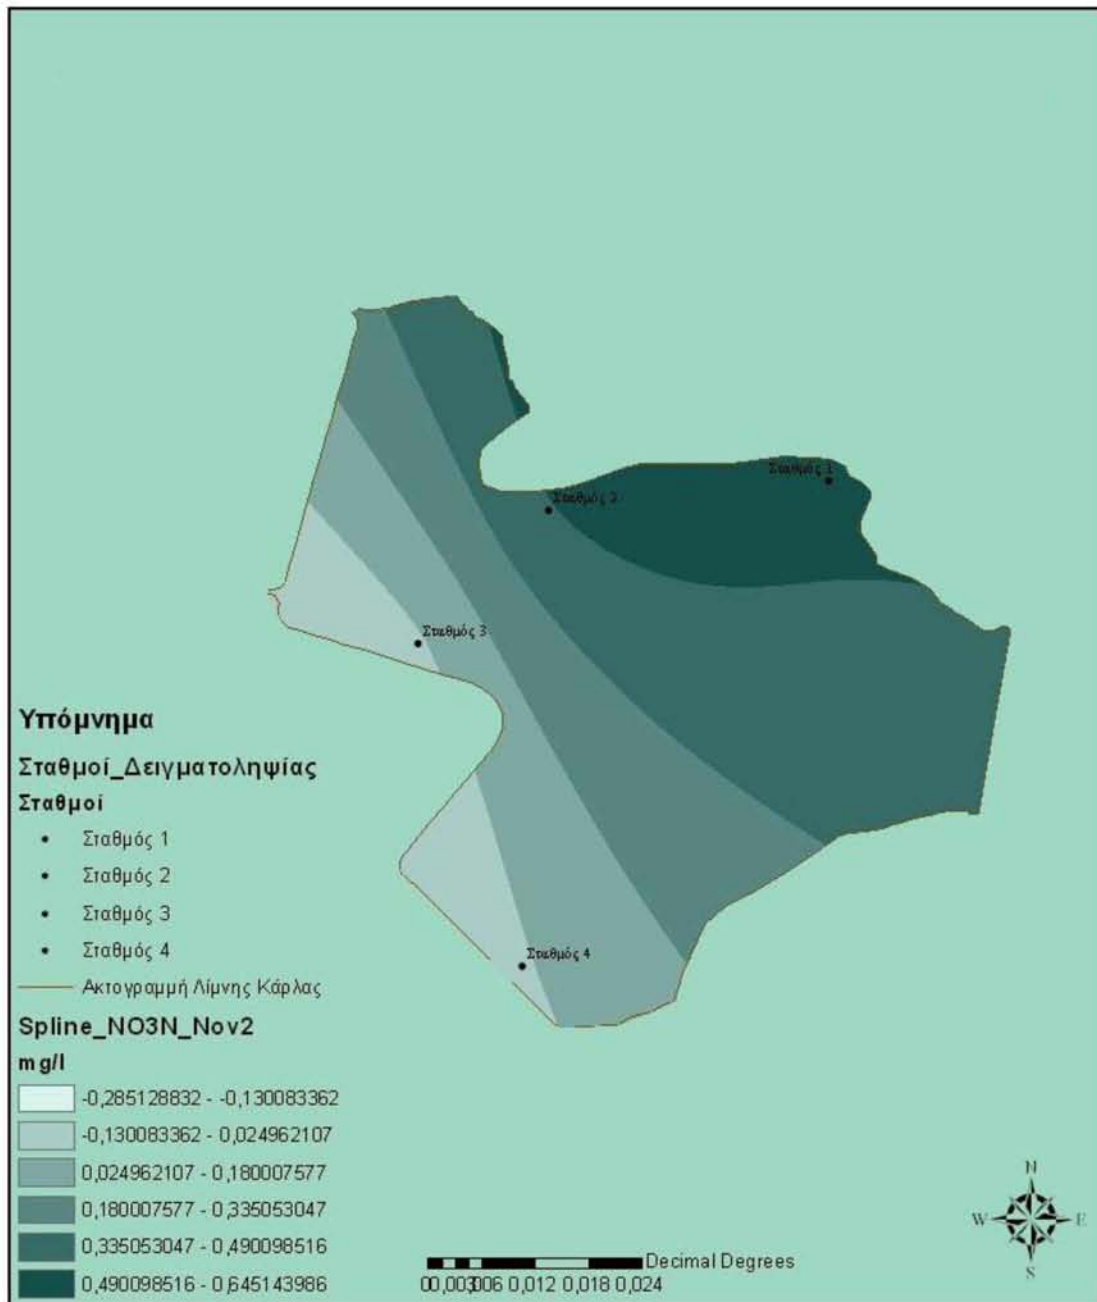 Σταθμός 1
Σταθμός 2
Σταθμός 3
Σταθμός 4
Υπόμνημα
Σταθμοί_Δειγματοληψίας
Σταθμοί
Σταθμός 1
Σταθμός 2
Σταθμός 3
Σταθμός 4
Ακτογραμμή Λίμνης Κάρλας
Spline_NO3N_Nov2
mg/l
-0,285128832 - -0,130083362
-0,130083362 - 0,024962107
0,024962107 - 0,180007577
0,180007577 - 0,335053047
0,335053047 - 0,490098516
0,490098516 - 0,645143986
N
W E
S
Decimal Degrees
0 0,003 0,006 0,012 0,018 0,024